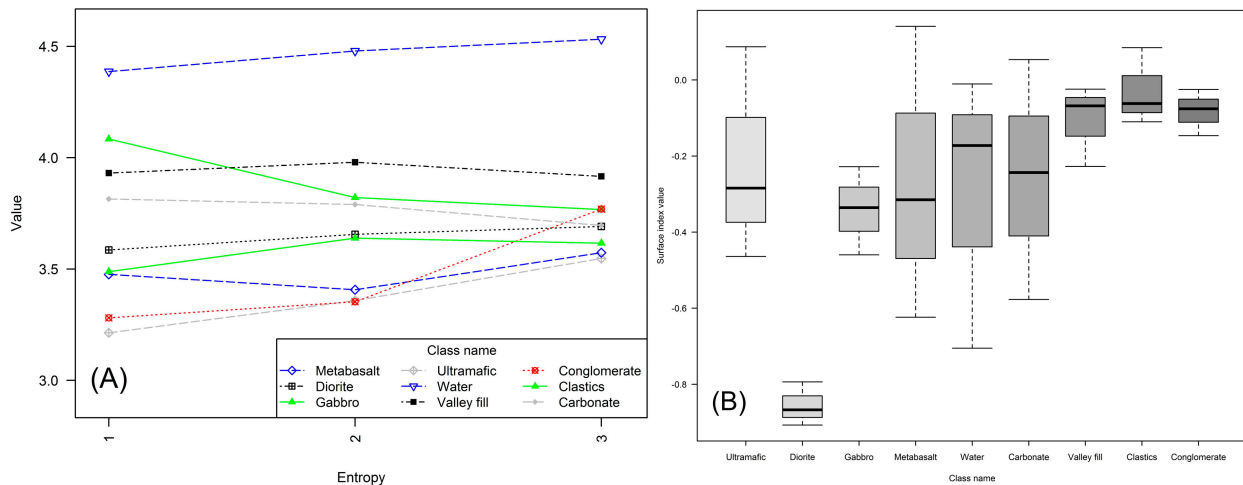 4.5
4.0
3.5
3.0
Value
(A)
Class name
Metabasalt
Ultramafic
Conglomerate
Diorite
Water
Clastics
Gabbro
Valley fill
Carbonate
1
2
3
Entropy
0.0
-0.2
-0.4
-0.6
-0.8
Surface index value
(B)
Ultramafic
Diorite
Gabbro
Metabasalt
Water
Carbonate
Valley fill
Clastics
Conglomerate
Class name